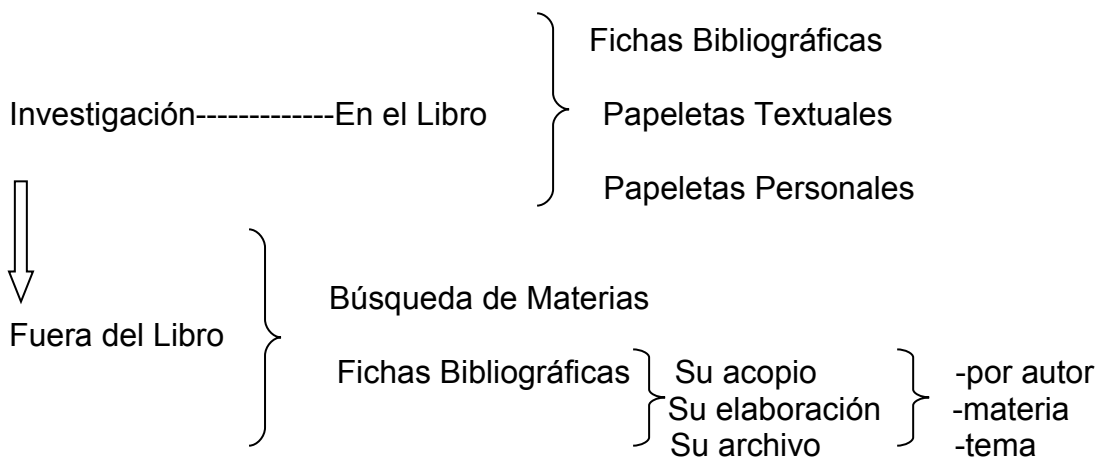 Fichas Bibliográficas
Investigación-------------En el Libro
Papeletas Textuales
Papeletas Personales
Búsqueda de Materias
Fuera del Libro
Fichas Bibliográficas Su acopio -por autor
Su elaboración -materia
Su archivo -tema